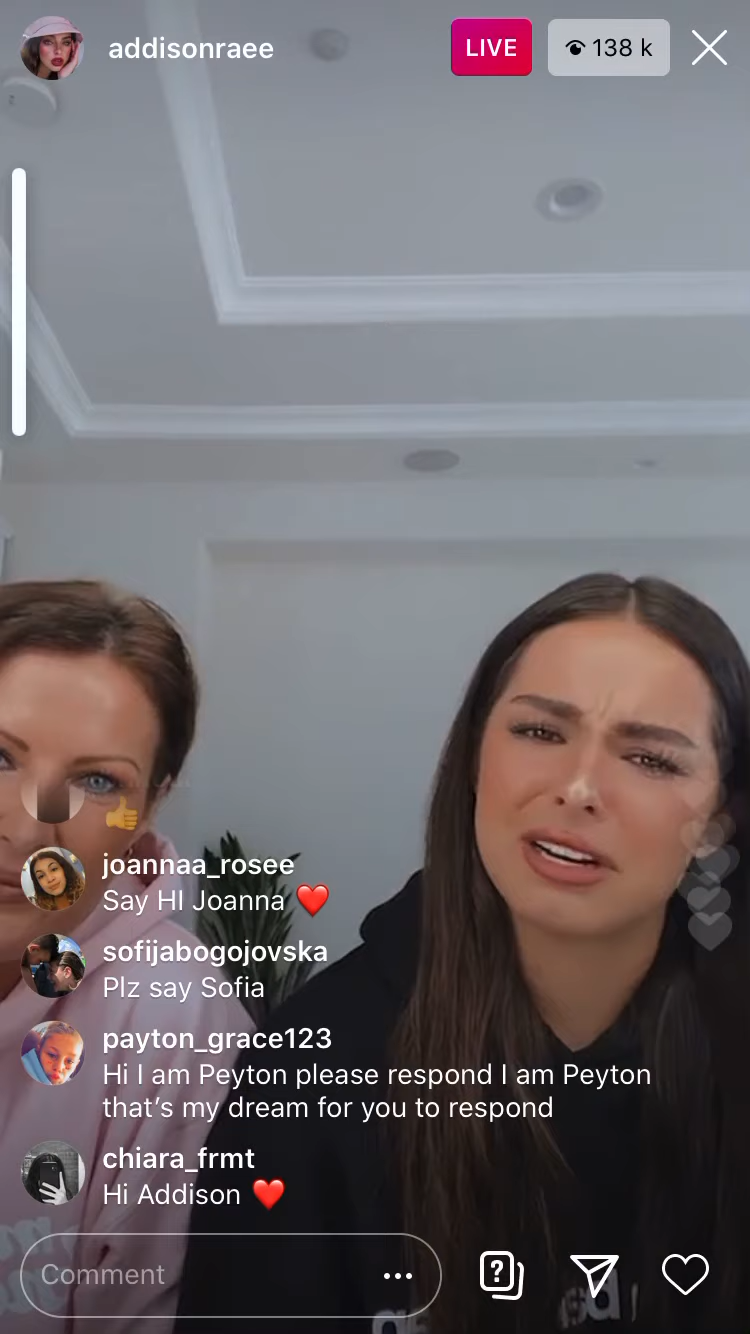 addisonraee
LIVE
138 k
joannaa_rosee
Say HI Joanna ❤️
sofijabogojovska
Plz say Sofia
payton_grace123
Hi I am Peyton please respond I am Peyton
that's my dream for you to respond
chiara_frmt
Hi Addison ❤️
Comment